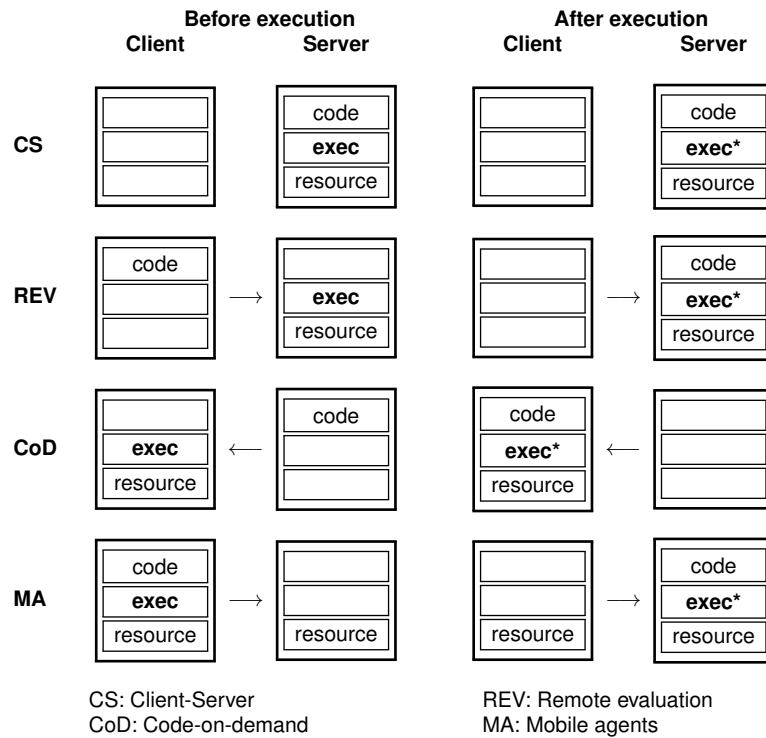 Before execution After execution
Client Server Client Server
code code
CS exec exec*
resource resource
code code
REV → exec → exec*
resource resource
code code
CoD exec ← exec* ←
resource resource
code code
MA exec → → exec*
resource resource resource
CS: Client-Server REV: Remote evaluation
CoD: Code-on-demand MA: Mobile agents